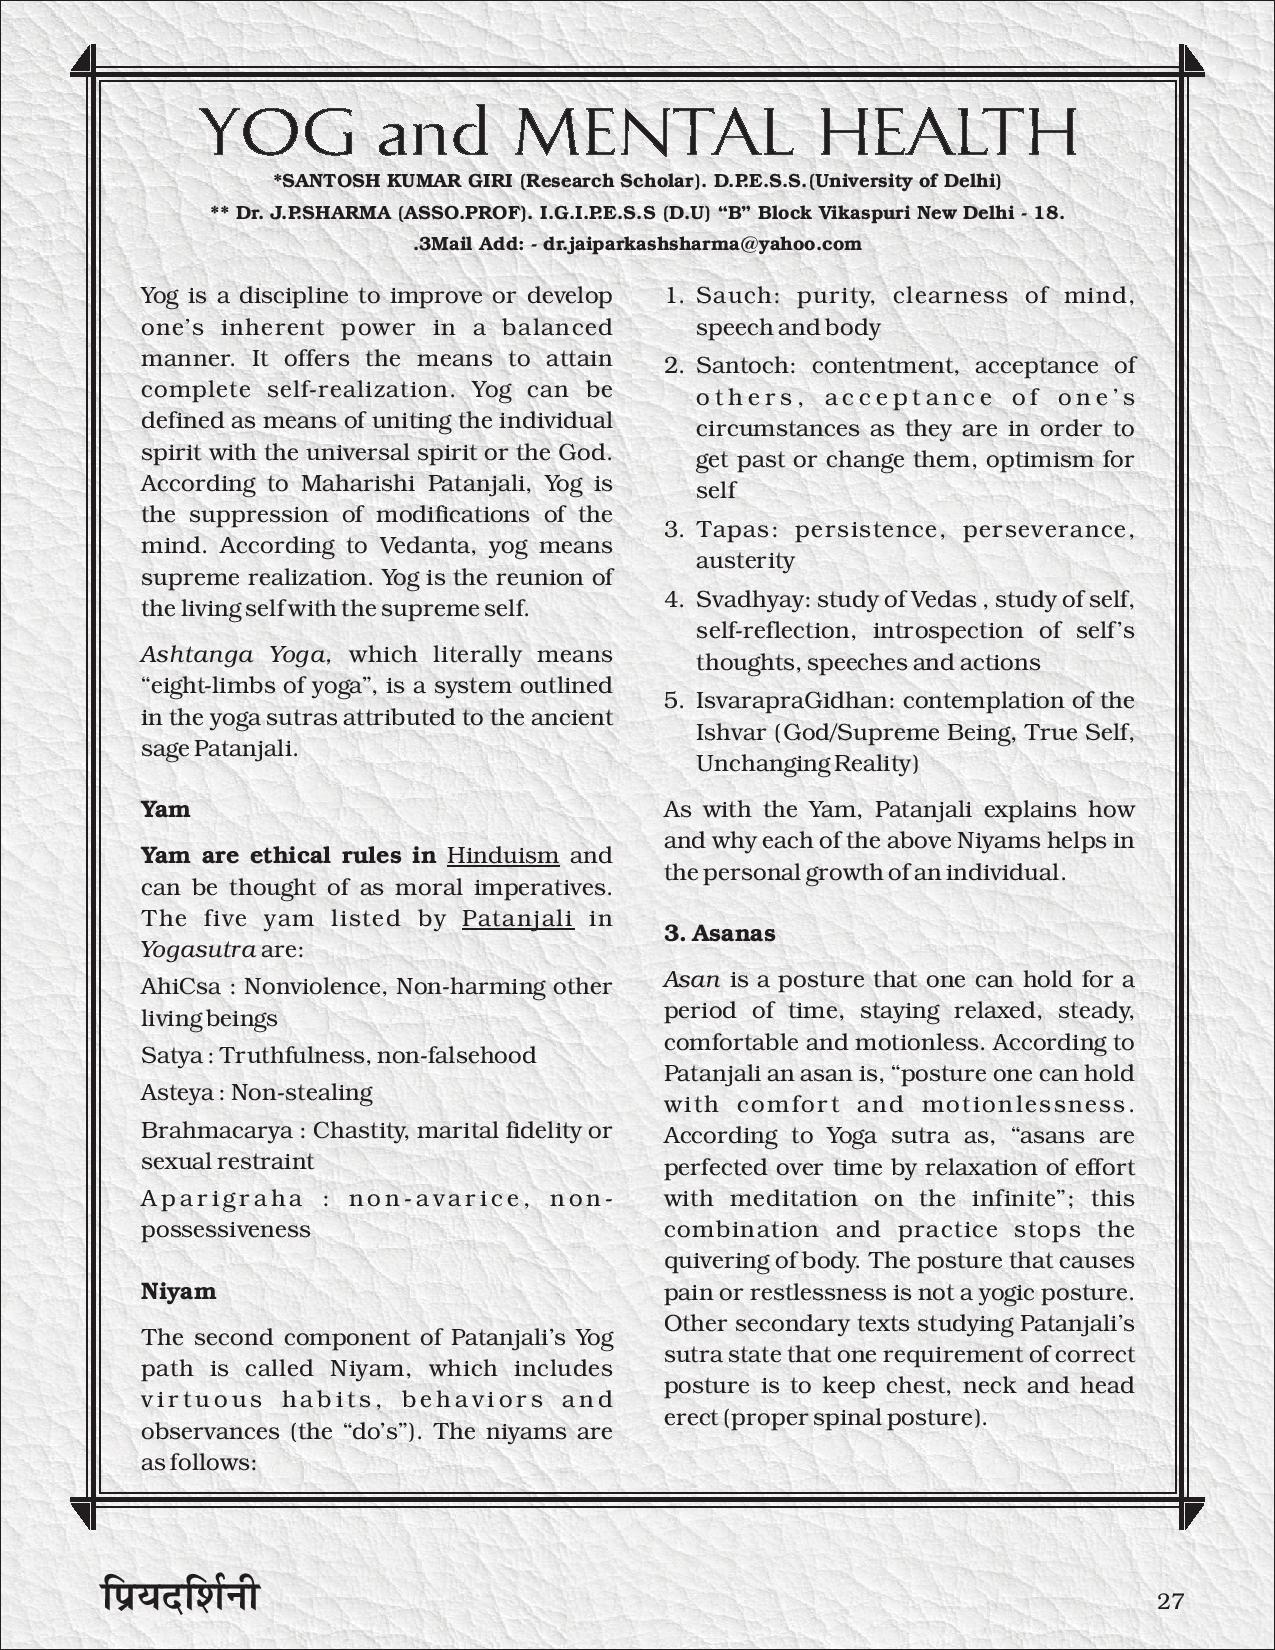 YOG and MENTAL HEALTH
*SANTOSH KUMAR GIRI (Research Scholar). D.P.E.S.S.(University of Delhi)
** Dr. J.P.SHARMA (ASSO.PROF). I.G.I.P.E.S.S (D.U) “B” Block Vikaspuri New Delhi - 18.
.3Mail Add: - dr.jaiparkashsharma@yahoo.com
Yog is a discipline to improve or develop
one’s inherent power in a balanced
manner. It offers the means to attain
complete self-realization. Yog can be
defined as means of uniting the individual
spirit with the universal spirit or the God.
According to Maharishi Patanjali, Yog is
the suppression of modifications of the
mind. According to Vedanta, yog means
supreme realization. Yog is the reunion of
the living self with the supreme self.
Ashtanga Yoga, which literally means
“eight-limbs of yoga”, is a system outlined
in the yoga sutras attributed to the ancient
sage Patanjali.
Yam
Yam are ethical rules in Hinduism and
can be thought of as moral imperatives.
The five yam listed by Patanjali in
Yogasutra are:
AhiCsa : Nonviolence, Non-harming other
living beings
Satya : Truthfulness, non-falsehood
Asteya : Non-stealing
Brahmacarya : Chastity, marital fidelity or
sexual restraint
Aparigraha : non-avarice, non-
possessiveness
Niyam
The second component of Patanjali’s Yog
path is called Niyam, which includes
virtuous habits, behaviors and
observances (the “do’s”). The niyams are
as follows:
1. Sauch: purity, clearness of mind,
speech and body
2. Santoch: contentment, acceptance of
others, acceptance of one’s
circumstances as they are in order to
get past or change them, optimism for
self
3. Tapas: persistence, perseverance,
austerity
4. Svadhyay: study of Vedas , study of self,
self-reflection, introspection of self’s
thoughts, speeches and actions
5. IsvarapraGidhan: contemplation of the
Ishvar (God/Supreme Being, True Self,
Unchanging Reality)
As with the Yam, Patanjali explains how
and why each of the above Niyams helps in
the personal growth of an individual.
3. Asanas
Asan is a posture that one can hold for a
period of time, staying relaxed, steady,
comfortable and motionless. According to
Patanjali an asan is, “posture one can hold
with comfort and motionlessness.
According to Yoga sutra as, “asans are
perfected over time by relaxation of effort
with meditation on the infinite”; this
combination and practice stops the
quivering of body. The posture that causes
pain or restlessness is not a yogic posture.
Other secondary texts studying Patanjali’s
sutra state that one requirement of correct
posture is to keep chest, neck and head
erect (proper spinal posture).
प्रियदर्शिनी
27